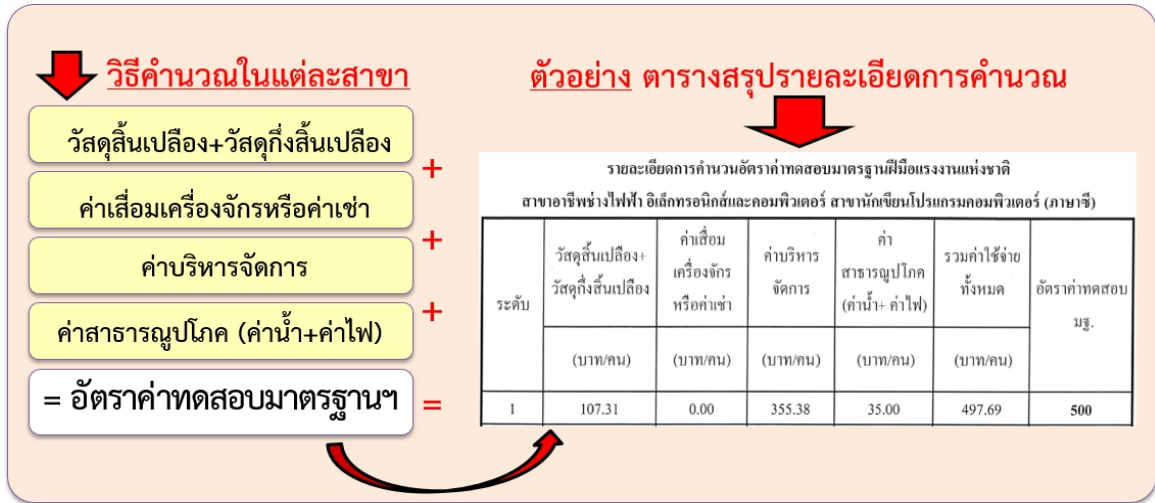 วิธีคำนวณในแต่ละสาขา
วัสดุสิ้นเปลือง+วัสดุกึ่งสิ้นเปลือง
+
ค่าเสื่อมเครื่องจักรหรือค่าเช่า
+
ค่าบริหารจัดการ
+
ค่าสาธารณูปโภค (ค่าน้ำ+ค่าไฟ)
= อัตราค่าทดสอบมาตรฐานฯ =
ตัวอย่าง ตารางสรุปรายละเอียดการคำนวณ
รายละเอียดการคำนวนอัตราค่าทดสอบมาตรฐานฝีมือแรงงานแห่งชาติ
สาขาอาชีพช่างไฟฟ้า อิเล็กทรอนิกส์และคอมพิวเตอร์ สาขานักเขียนโปรแกรมคอมพิวเตอร์ (ภาษาซี)
ระดับ
วัสดุสิ้นเปลือง+
วัสดุกึ่งสิ้นเปลือง
(บาท/คน)
ค่าเสื่อม
เครื่องจักร
หรือค่าเช่า
(บาท/คน)
ค่าบริหาร
จัดการ
(บาท/คน)
ค่า
สาธารณูปโภค
(ค่าน้ำ+ ค่าไฟ)
(บาท/คน)
รวมค่าใช้จ่าย
ทั้งหมด
(บาท/คน)
อัตราค่าทดสอบ
มฐ.
1 107.31 0.00 355.38 35.00 497.69 500